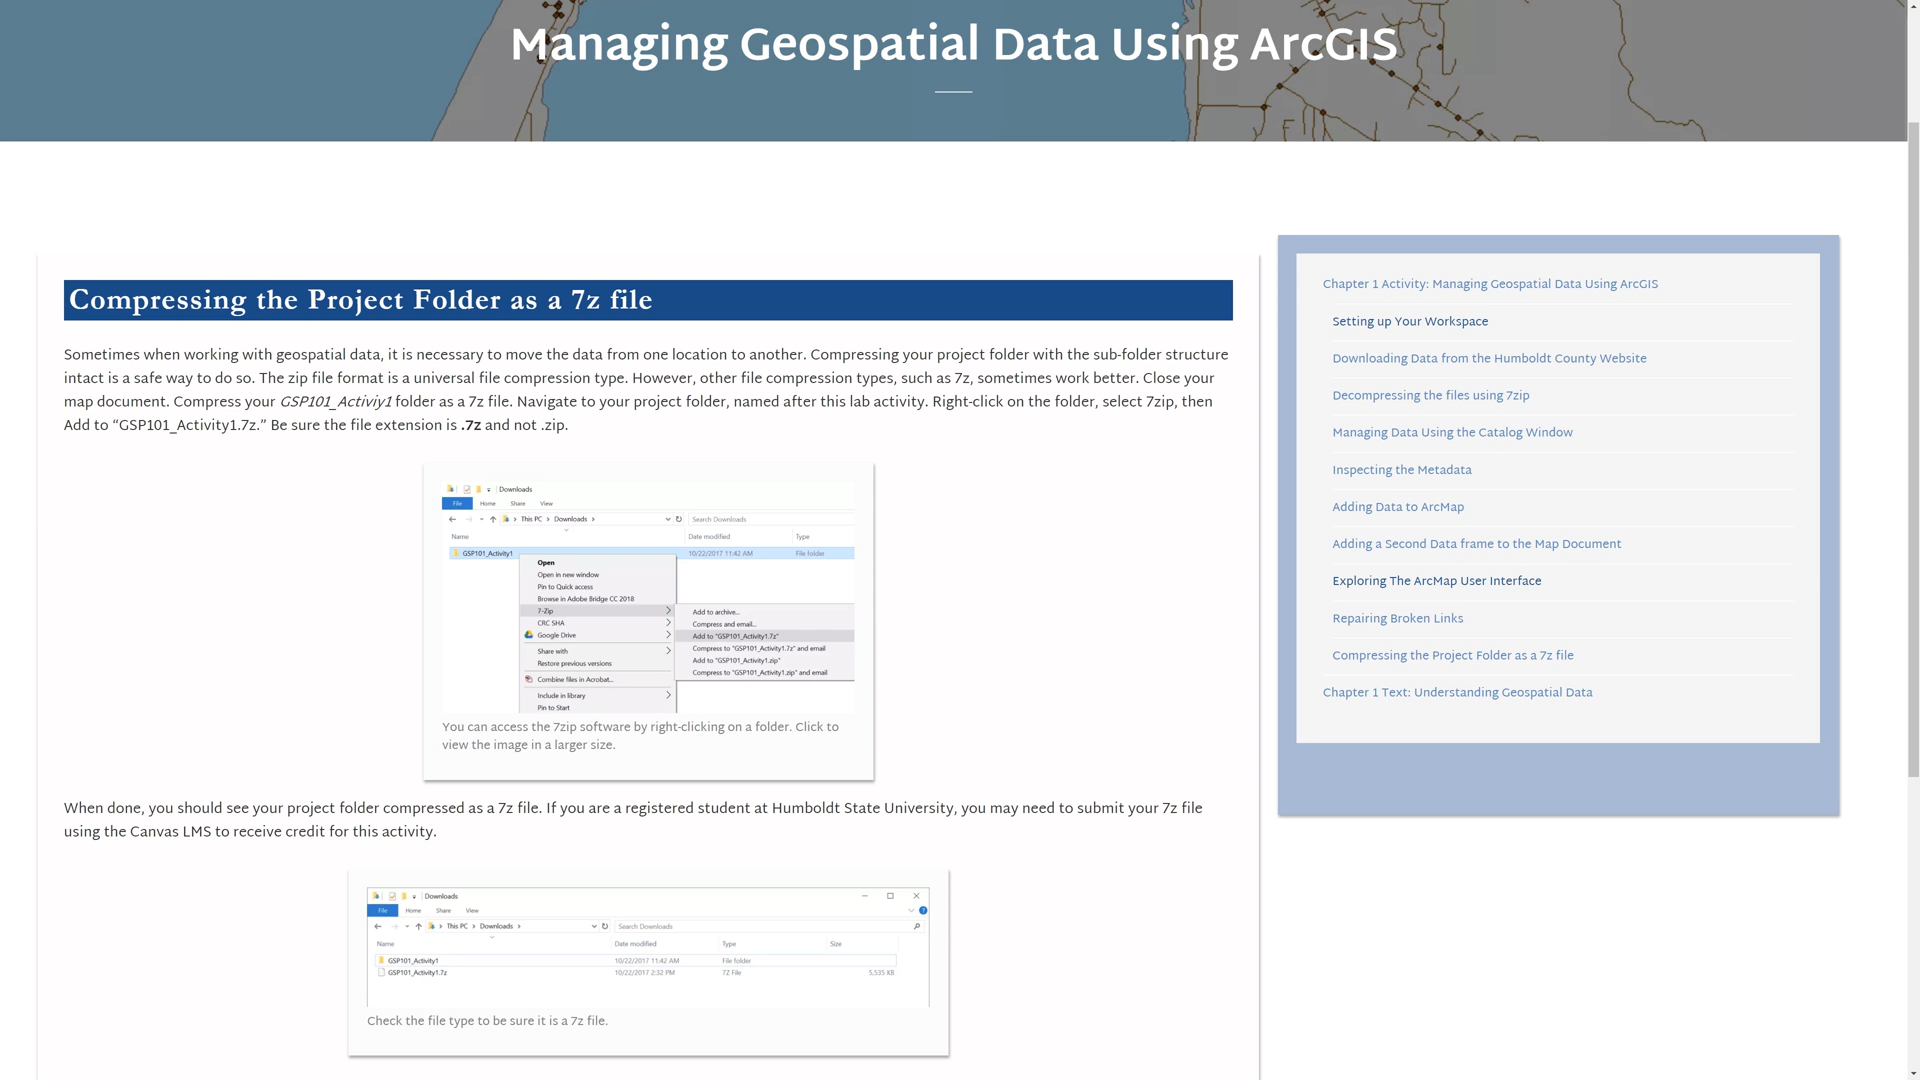 Managing Geospatial Data Using ArcGIS
Compressing the Project Folder as a 7z file
Sometimes when working with geospatial data, it is necessary to move the data from one location to another. Compressing your project folder with the sub-folder structure
intact is a safe way to do so. The zip file format is a universal file compression type. However, other file compression types, such as 7z, sometimes work better. Close your
map document. Compress your GSP101_Activiy1 folder as a 7z file. Navigate to your project folder, named after this lab activity. Right-click on the folder, select 7zip, then
Add to “GSP101_Activity1.7z.” Be sure the file extension is .7z and not .zip.
Downloads
File Home Share View
This PC > Downloads > Search Downloads
Name Date modified Type
GSP101_Activity1 10/22/2017 11:42 AM File folder
Open
Open in new window
Pin to Quick access
Browse in Adobe Bridge CC 2018
7-Zip
CRC SHA
Google Drive
Share with
Restore previous versions
Combine files in Acrobat...
Include in library
Pin to Start
Add to archive...
Compress and email...
Add to "GSP101_Activity1.7z"
Compress to "GSP101_Activity1.7z" and email
Add to "GSP101_Activity1.zip"
Compress to "GSP101_Activity1.zip" and email
You can access the 7zip software by right-clicking on a folder. Click to
view the image in a larger size.
When done, you should see your project folder compressed as a 7z file. If you are a registered student at Humboldt State University, you may need to submit your 7z file
using the Canvas LMS to receive credit for this activity.
Downloads
File Home Share View
This PC > Downloads > Search Downloads
Name Date modified Type Size
GSP101_Activity1 10/22/2017 11:42 AM File folder
GSP101_Activity1.7z 10/22/2017 2:32 PM 7Z File 5,535 KB
Check the file type to be sure it is a 7z file.
Chapter 1 Activity: Managing Geospatial Data Using ArcGIS
Setting up Your Workspace
Downloading Data from the Humboldt County Website
Decompressing the files using 7zip
Managing Data Using the Catalog Window
Inspecting the Metadata
Adding Data to ArcMap
Adding a Second Data frame to the Map Document
Exploring The ArcMap User Interface
Repairing Broken Links
Compressing the Project Folder as a 7z file
Chapter 1 Text: Understanding Geospatial Data